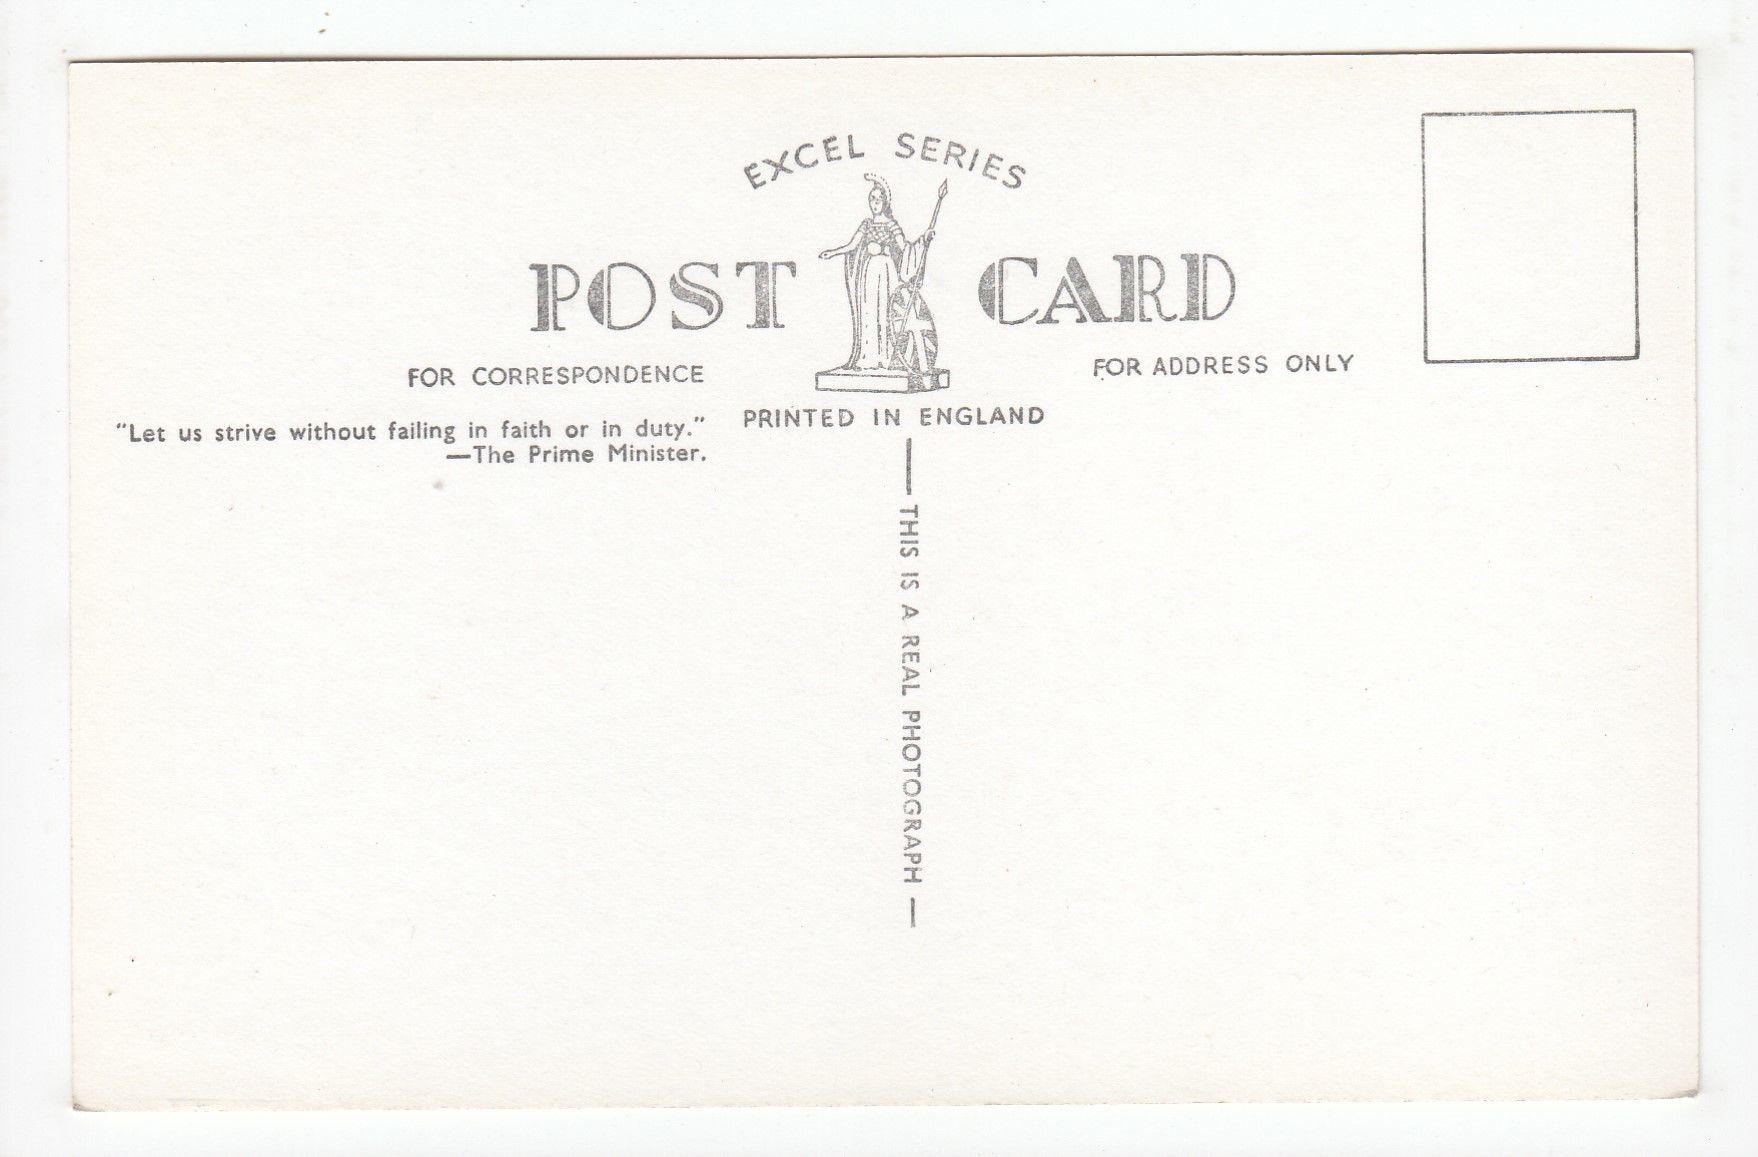 EXCEL SERIES
POST CARD
FOR CORRESPONDENCE
FOR ADDRESS ONLY
"Let us strive without failing in faith or in duty."
—The Prime Minister.
PRINTED IN ENGLAND
— THIS IS A REAL PHOTOGRAPH —